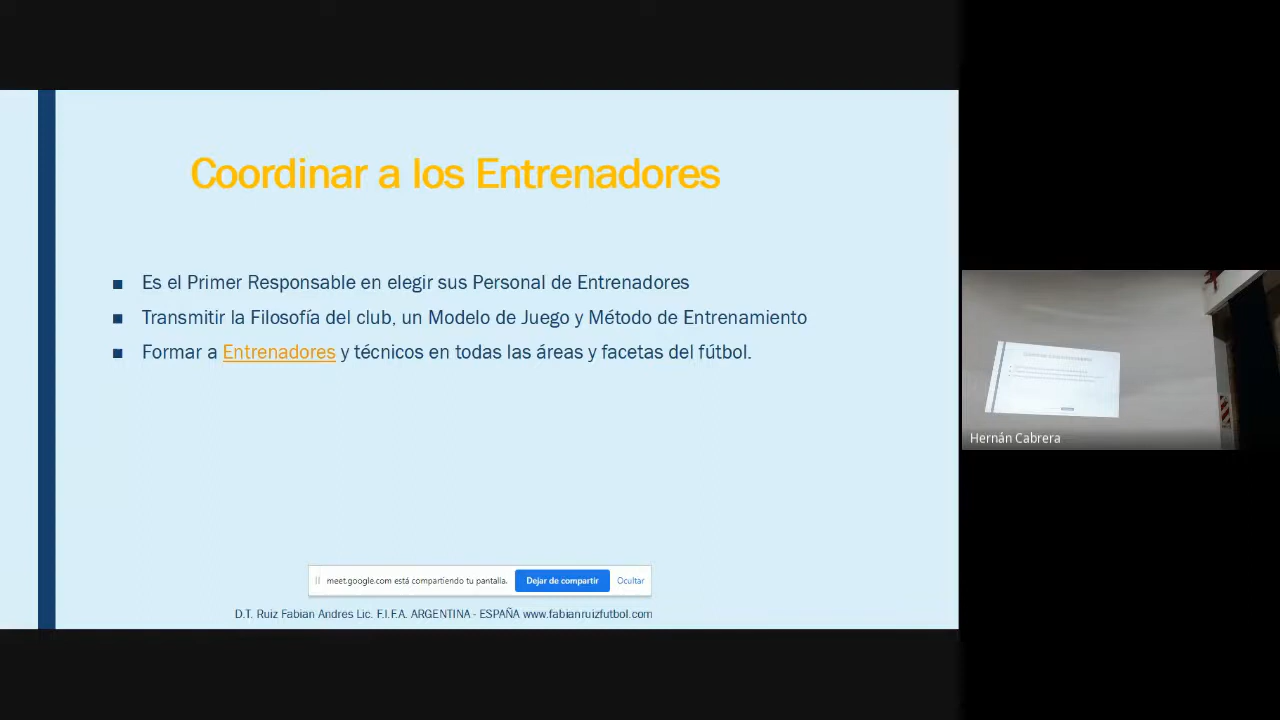 Coordinar a los Entrenadores
■ Es el Primer Responsable en elegir sus Personal de Entrenadores
■ Transmitir la Filosofía del club, un Modelo de Juego y Método de Entrenamiento
■ Formar a Entrenadores y técnicos en todas las áreas y facetas del fútbol.
meet.google.com está compartiendo tu pantalla. Dejar de compartir Ocultar
D.T. Ruiz Fabian Andres Lic. F.I.F.A. ARGENTINA - ESPAÑA www.fabianruizfutbol.com
Hernán Cabrera